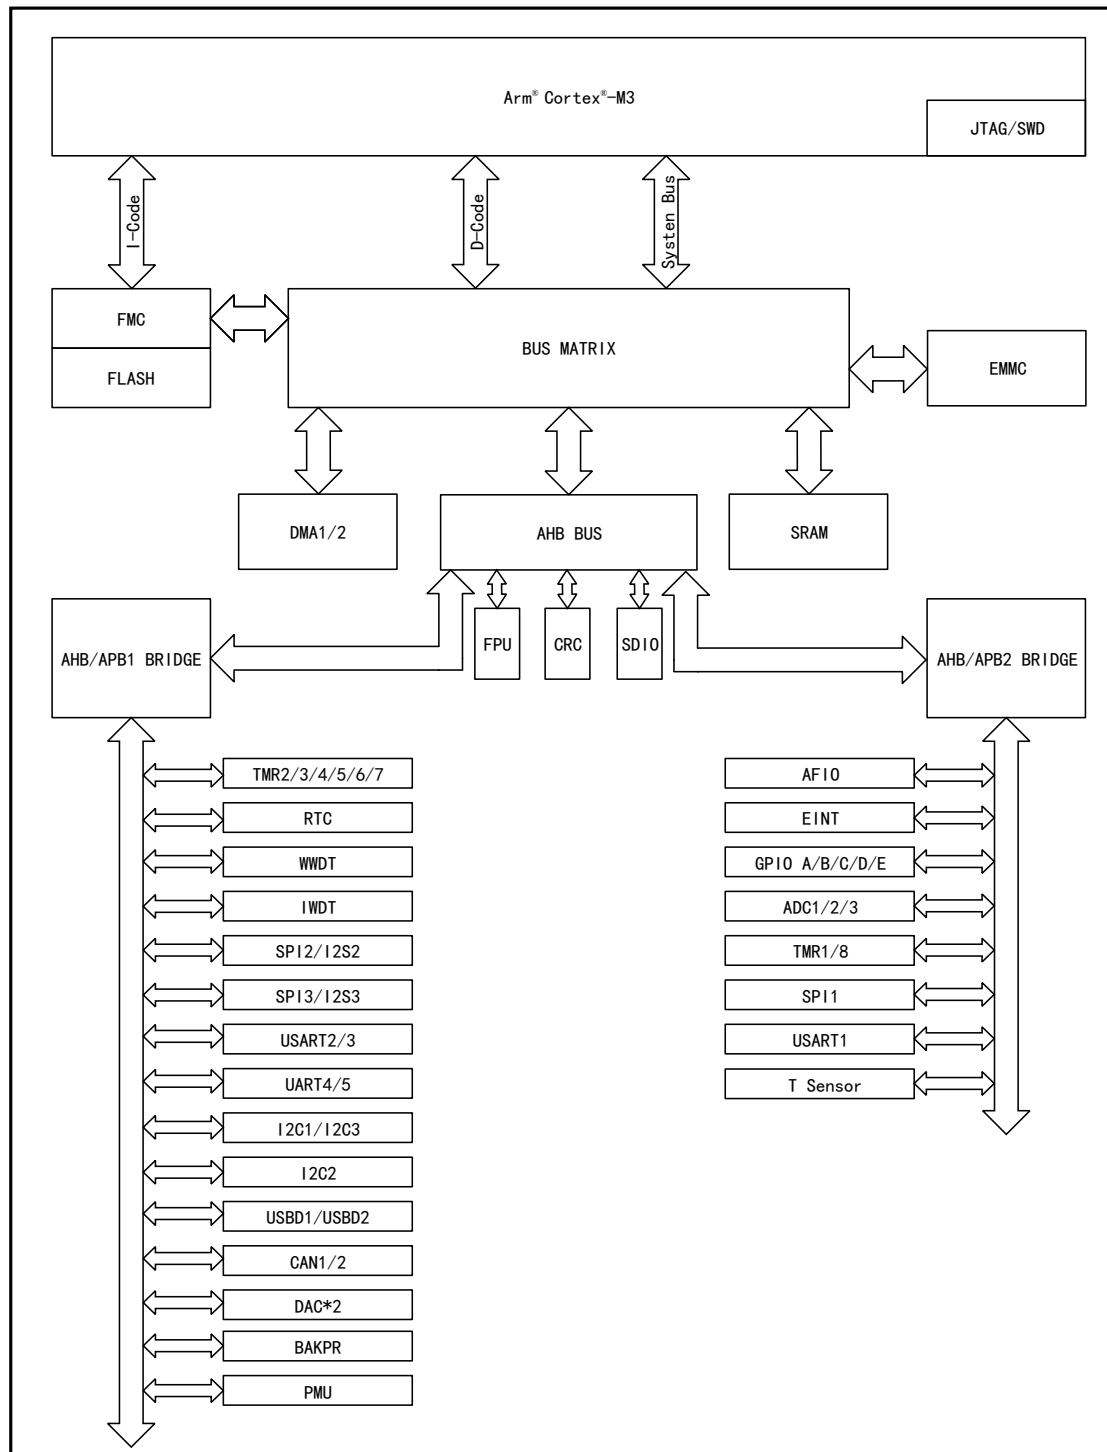 Arm® Cortex®-M3
JTAG/SWD
I-Code
D-Code
Systen Bus
FMC
FLASH
BUS MATRIX
EMMC
DMA1/2
AHB BUS
SRAM
FPU
CRC
SDIO
AHB/APB1 BRIDGE
AHB/APB2 BRIDGE
TMR2/3/4/5/6/7
RTC
WWDT
IWDT
SPI2/I2S2
SPI3/I2S3
USART2/3
UART4/5
I2C1/I2C3
I2C2
USBD1/USBD2
CAN1/2
DAC*2
BAKPR
PMU
AFIO
EINT
GPIO A/B/C/D/E
ADC1/2/3
TMR1/8
SPI1
USART1
T Sensor